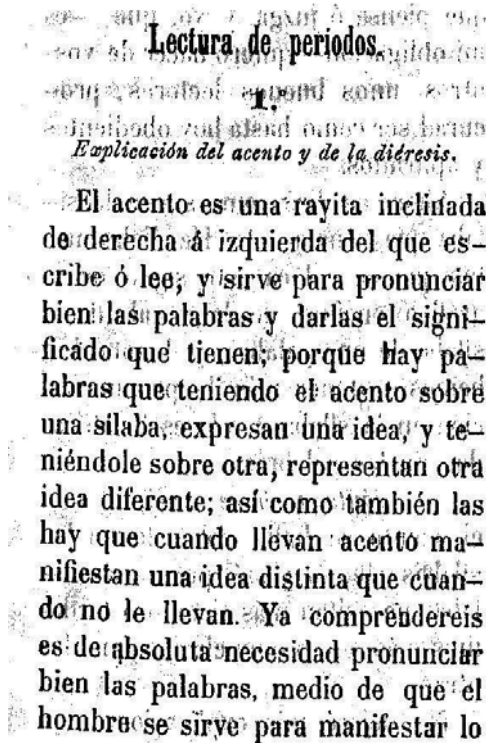 Lectura de periodos.
1.º
Explicación del acento y de la diéresis.
El acento es una rayita inclinada
de derecha á izquierda del que es-
cribe ó lee; y sirve para pronunciar
bien las palabras y darlas el signi-
ficado que tienen; porque hay pa-
labras que teniendo el acento sobre
una sílaba, expresan una idea, y te-
niéndole sobre otra, representan otra
idea diferente; así como también las
hay que cuando llevan acento ma-
nifiestan una idea distinta que cuan-
do no le llevan. Ya comprendereis
es de absoluta necesidad pronunciar
bien las palabras, medio de que el
hombre se sirve para manifestar lo